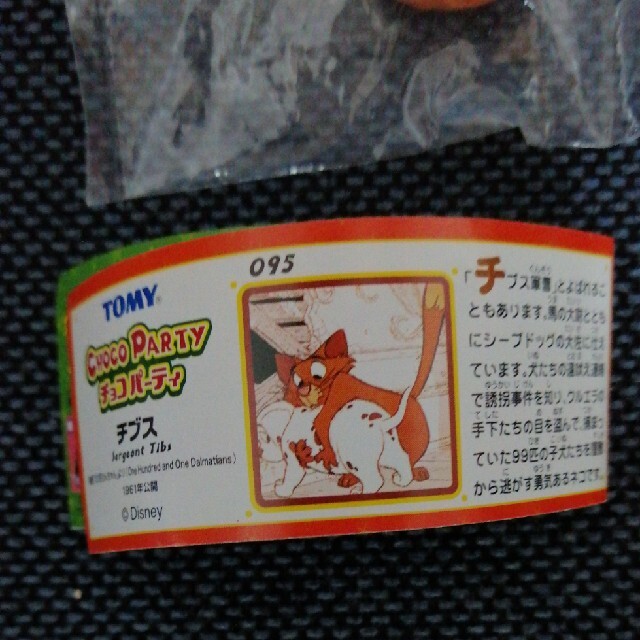 TOMY
CHOCO PARTY
チョコパーティ
チブス
Sergeant Tibs
(One Hundred and One Dalmatians)
1961年公開
©Disney
095
「チブス軍曹」とよばれるこ
ともあります。馬の大尉ととも
にシープドッグの大佐に仕え
ています。犬たちの遠吠え連絡
で誘拐事件を知り、クルエラの
手下たちの目を盗んで、捕まっ
ていた99匹の子犬たちを屋敷
から逃がす勇気あるネコです。